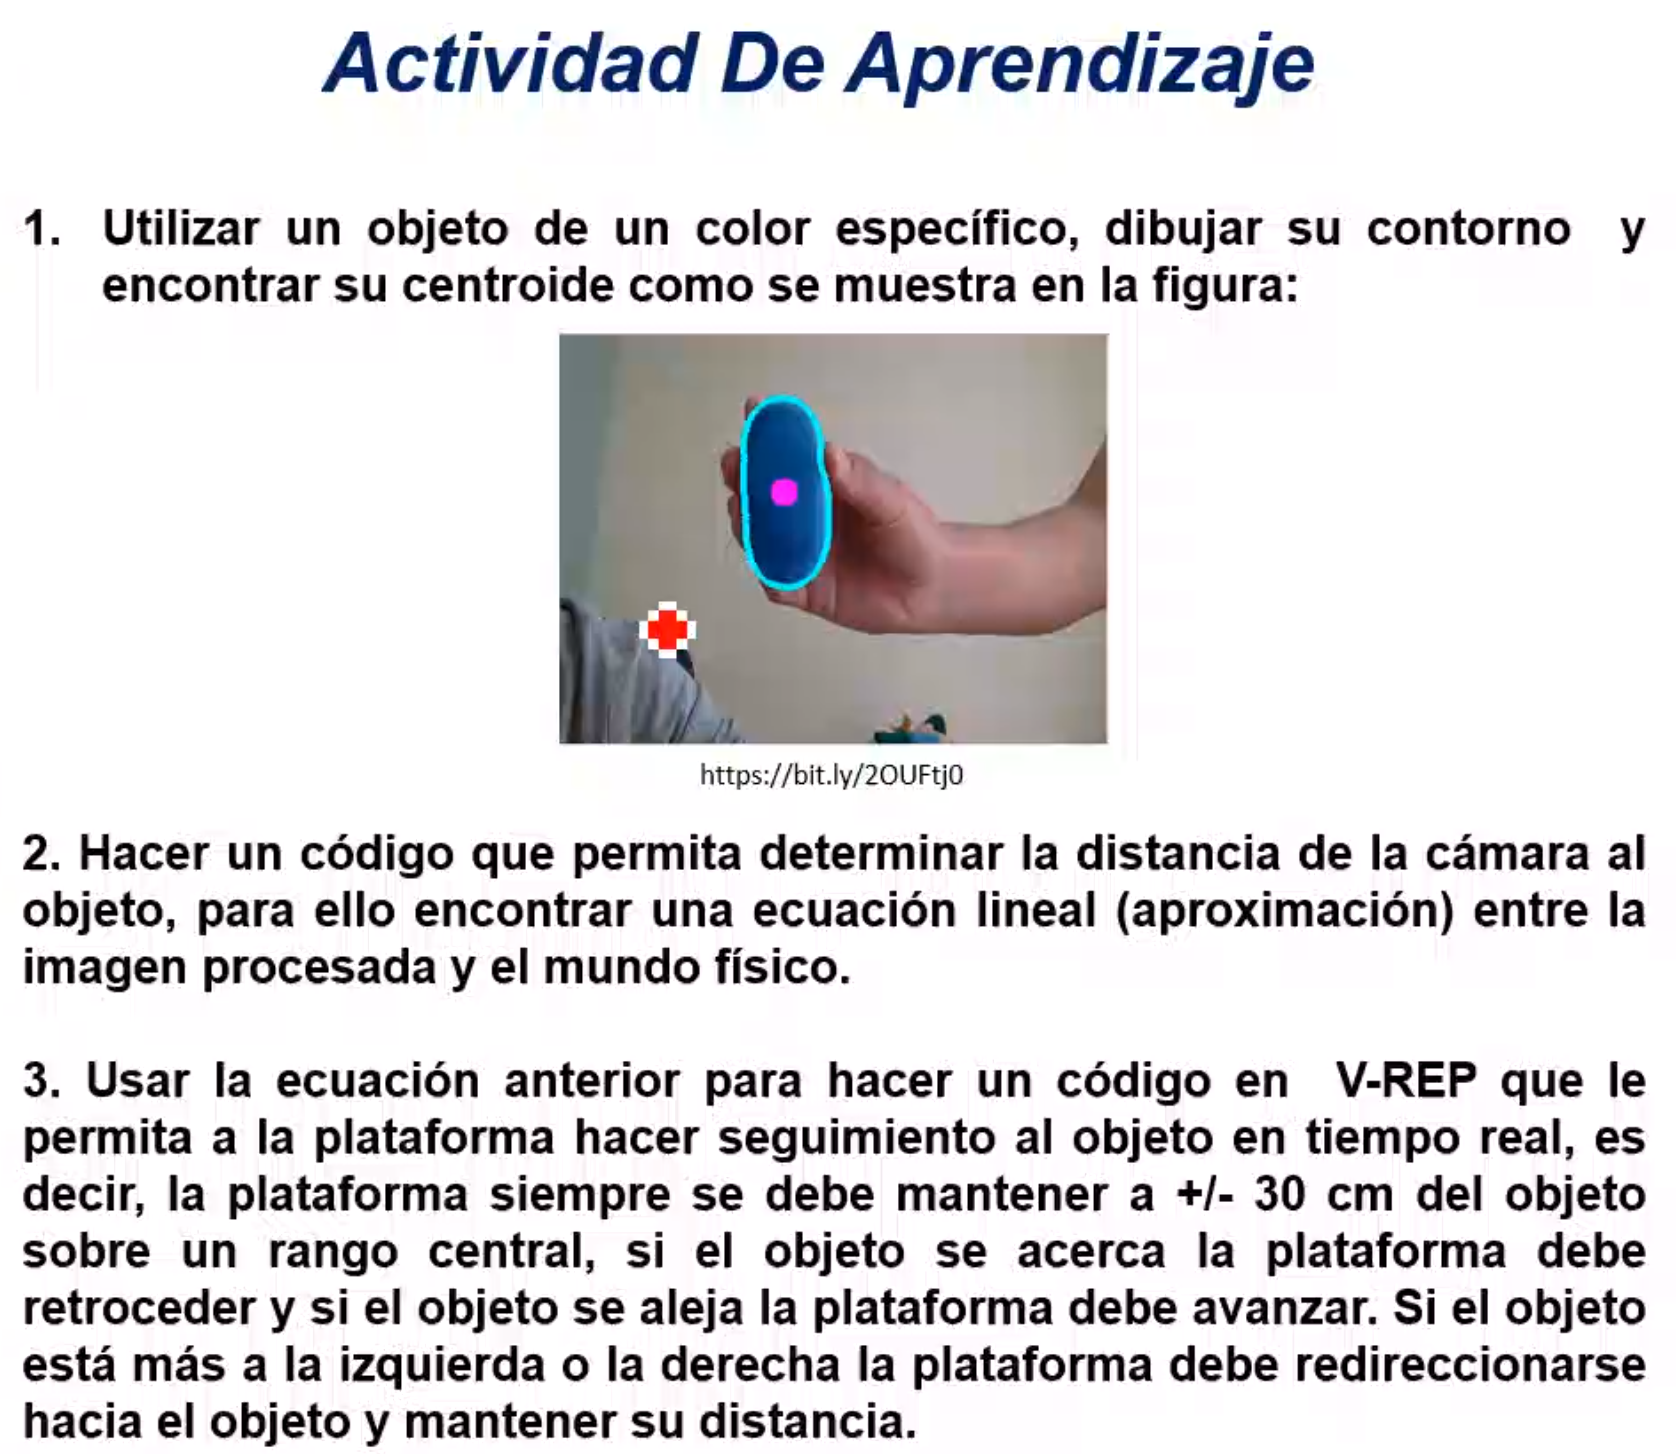 Actividad De Aprendizaje
1. Utilizar un objeto de un color específico, dibujar su contorno y
encontrar su centroide como se muestra en la figura:
https://bit.ly/2OUFtj0
2. Hacer un código que permita determinar la distancia de la cámara al
objeto, para ello encontrar una ecuación lineal (aproximación) entre la
imagen procesada y el mundo físico.
3. Usar la ecuación anterior para hacer un código en V-REP que le
permita a la plataforma hacer seguimiento al objeto en tiempo real, es
decir, la plataforma siempre se debe mantener a +/- 30 cm del objeto
sobre un rango central, si el objeto se acerca la plataforma debe
retroceder y si el objeto se aleja la plataforma debe avanzar. Si el objeto
está más a la izquierda o la derecha la plataforma debe redireccionarse
hacia el objeto y mantener su distancia.